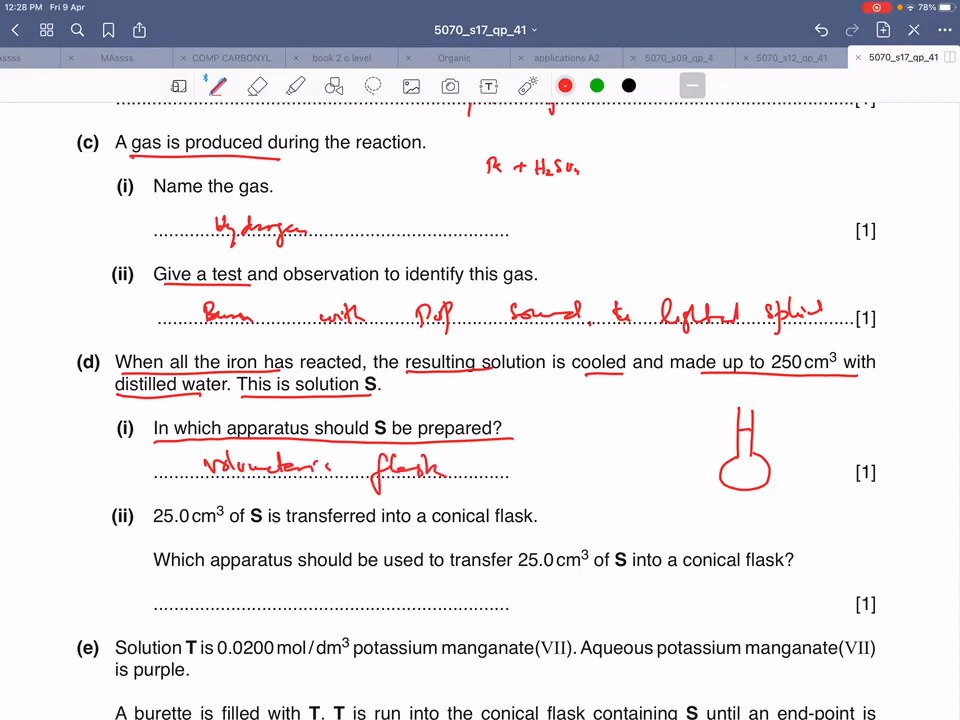 12:28 PM Fri 9 Apr
78%
5070_s17_qp_41
Assss
MAssss
COMP CARBONYL
book 2 o level
Organic
applications A2
5070_s09_qp_4
5070_s12_qp_41
5070_s17_qp_41
[1]
(c) A gas is produced during the reaction.
Fe + H₂SO₄
(i) Name the gas.
Hydrogen [1]
(ii) Give a test and observation to identify this gas.
Burn with Pop sound, to lighted splint [1]
(d) When all the iron has reacted, the resulting solution is cooled and made up to 250 cm³ with
distilled water. This is solution S.
(i) In which apparatus should S be prepared?
volumetric flask [1]
(ii) 25.0 cm³ of S is transferred into a conical flask.
Which apparatus should be used to transfer 25.0 cm³ of S into a conical flask?
[1]
(e) Solution T is 0.0200 mol/dm³ potassium manganate(VII). Aqueous potassium manganate(VII)
is purple.
A burette is filled with T. T is run into the conical flask containing S until an end-point is